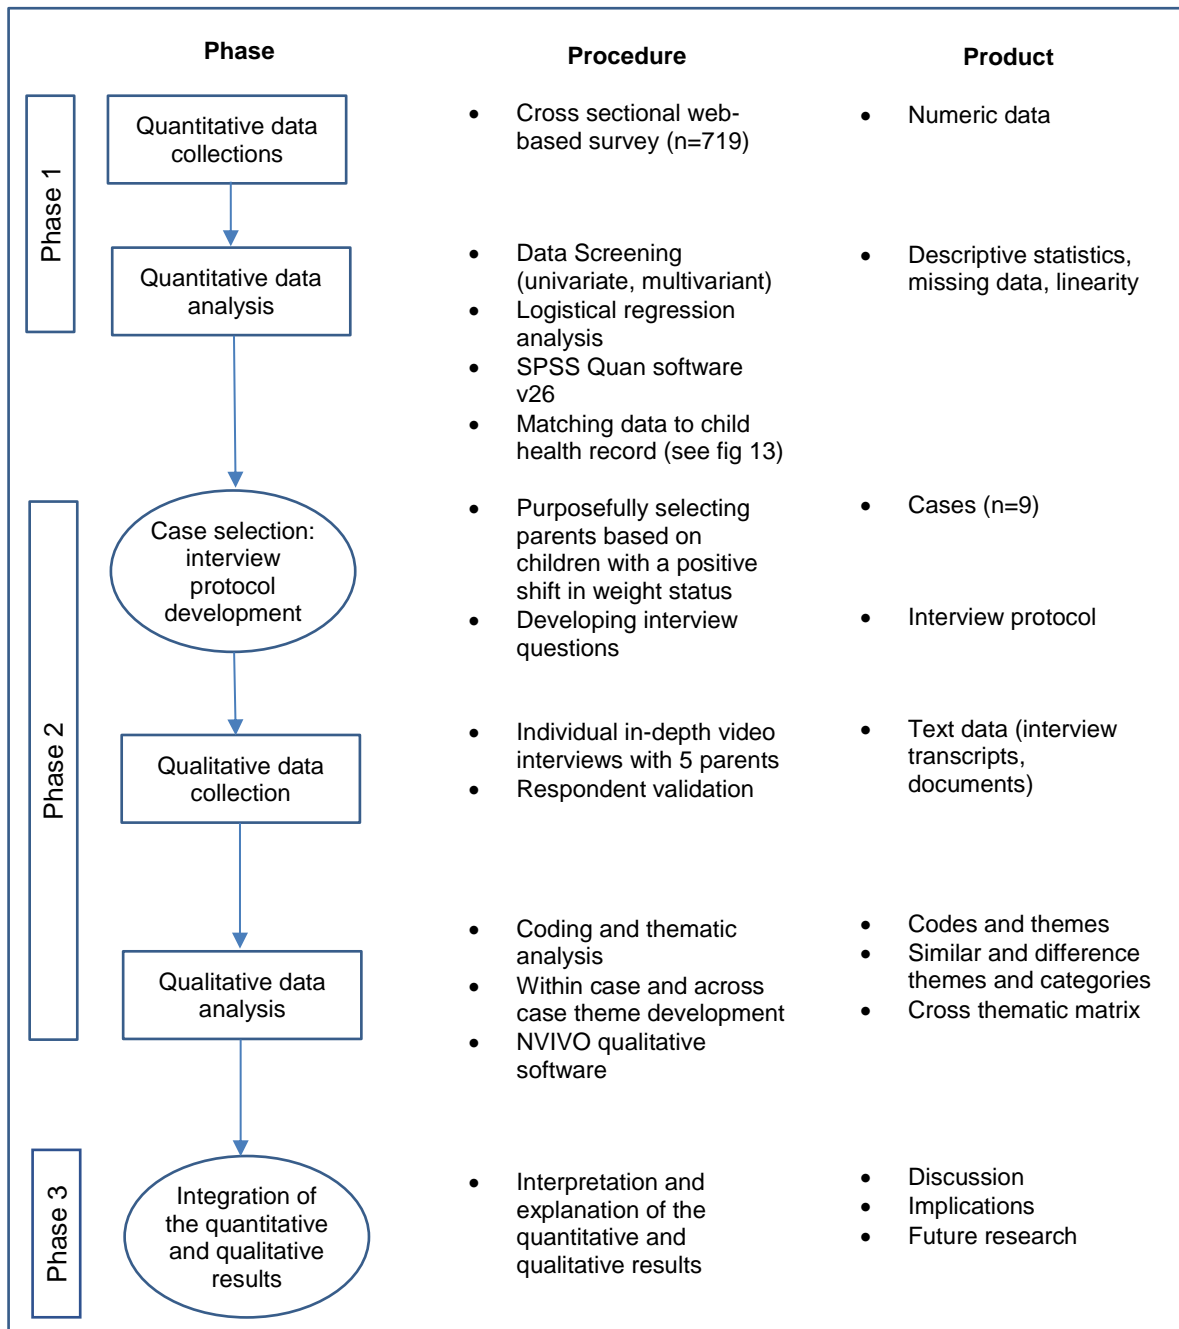 Phase
Procedure
Product
Phase 1
Quantitative data
collections
• Cross sectional web-
based survey (n=719)
• Numeric data
Quantitative data
analysis
• Data Screening
(univariate, multivariant)
• Logistical regression
analysis
• SPSS Quan software
v26
• Matching data to child
health record (see fig 13)
• Descriptive statistics,
missing data, linearity
Phase 2
Case selection:
interview
protocol
development
• Purposefully selecting
parents based on
children with a positive
shift in weight status
• Developing interview
questions
• Cases (n=9)
• Interview protocol
Qualitative data
collection
• Individual in-depth video
interviews with 5 parents
• Respondent validation
• Text data (interview
transcripts,
documents)
Qualitative data
analysis
• Coding and thematic
analysis
• Within case and across
case theme development
• NVIVO qualitative
software
• Codes and themes
• Similar and difference
themes and categories
• Cross thematic matrix
Phase 3
Integration of
the quantitative
and qualitative
results
• Interpretation and
explanation of the
quantitative and
qualitative results
• Discussion
• Implications
• Future research